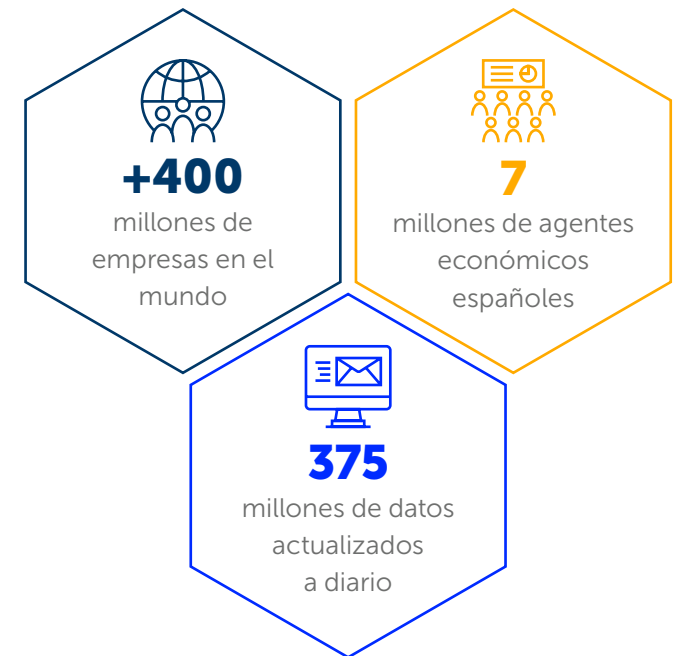 +400
millones de
empresas en el
mundo
7
millones de agentes
económicos
españoles
375
millones de datos
actualizados
a diario